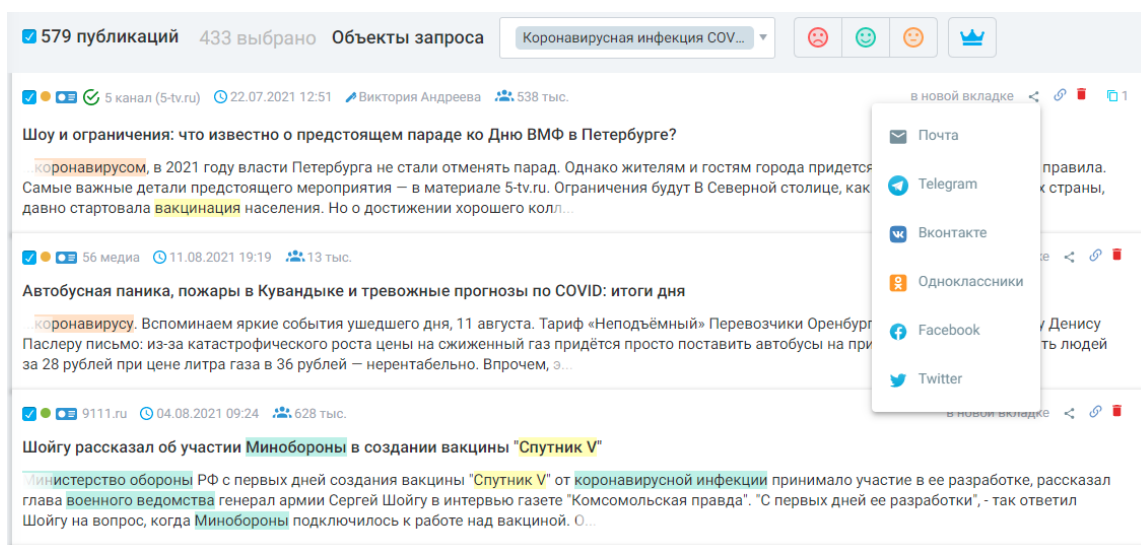 579 публикаций 433 выбрано Объекты запроса Коронавирусная инфекция COV...
5 канал (5-tv.ru) 22.07.2021 12:51 Виктория Андреева 538 тыс. в новой вкладке 1
Шоу и ограничения: что известно о предстоящем параде ко Дню ВМФ в Петербурге?
...коронавирусом, в 2021 году власти Петербурга не стали отменять парад. Однако жителям и гостям города придется правила.
Самые важные детали предстоящего мероприятия — в материале 5-tv.ru. Ограничения будут В Северной столице, как страны,
давно стартовала вакцинация населения. Но о достижении хорошего колл...
Почта
Telegram
Вконтакте
Одноклассники
Facebook
Twitter
56 медиа 11.08.2021 19:19 13 тыс.
Автобусная паника, пожары в Кувандыке и тревожные прогнозы по COVID: итоги дня
...коронавирусу. Вспоминаем яркие события ушедшего дня, 11 августа. Тариф «Неподъёмный» Перевозчики Оренбург у Денису
Паслеру письмо: из-за катастрофического роста цены на сжиженный газ придётся просто поставить автобусы на при ть людей
за 28 рублей при цене литра газа в 36 рублей — нерентабельно. Впрочем, э...
9111.ru 04.08.2021 09:24 628 тыс. в новой вкладке
Шойгу рассказал об участии Минобороны в создании вакцины "Спутник V"
Министерство обороны РФ с первых дней создания вакцины "Спутник V" от коронавирусной инфекции принимало участие в ее разработке, рассказал
глава военного ведомства генерал армии Сергей Шойгу в интервью газете "Комсомольская правда". "С первых дней ее разработки", - так ответил
Шойгу на вопрос, когда Минобороны подключилось к работе над вакциной. О...